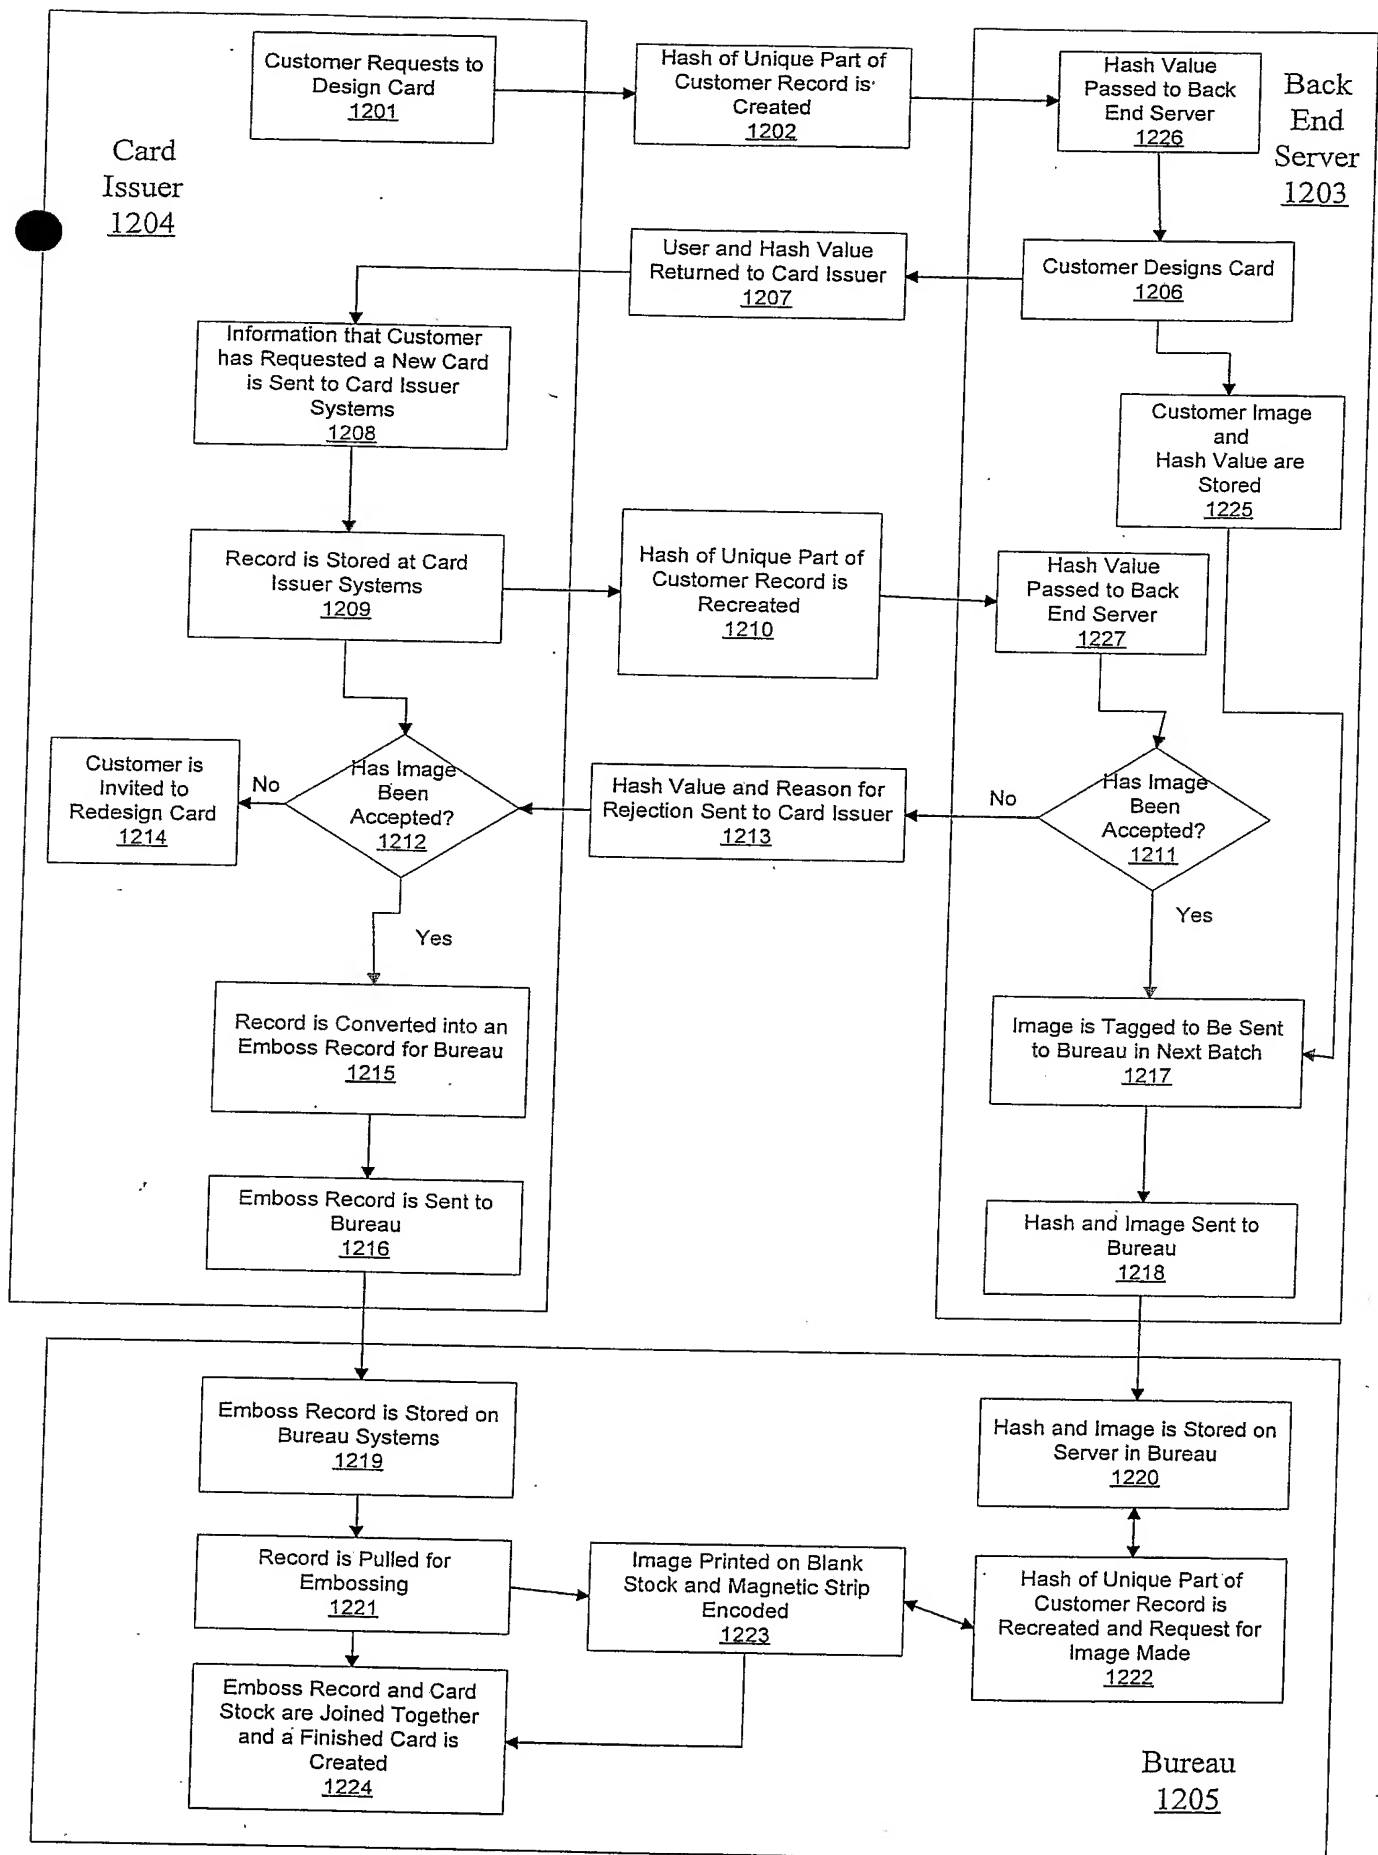 Customer Requests to
Design Card
1201
Hash of Unique Part of
Customer Record is
Created
1202
Hash Value
Passed to Back
End Server
1226
Back
End
Server
1203
Card
Issuer
1204
User and Hash Value
Returned to Card Issuer
1207
Customer Designs Card
1206
Information that Customer
has Requested a New Card
is Sent to Card Issuer
Systems
1208
Customer Image
and
Hash Value are
Stored
1225
Record is Stored at Card
Issuer Systems
1209
Hash of Unique Part of
Customer Record is
Recreated
1210
Hash Value
Passed to Back
End Server
1227
Customer is
Invited to
Redesign Card
1214
No
Has Image
Been
Accepted?
1212
Hash Value and Reason for
Rejection Sent to Card Issuer
1213
No
Has Image
Been
Accepted?
1211
Yes
Yes
Record is Converted into an
Emboss Record for Bureau
1215
Image is Tagged to Be Sent
to Bureau in Next Batch
1217
Emboss Record is Sent to
Bureau
1216
Hash and Image Sent to
Bureau
1218
Emboss Record is Stored on
Bureau Systems
1219
Hash and Image is Stored on
Server in Bureau
1220
Record is Pulled for
Embossing
1221
Image Printed on Blank
Stock and Magnetic Strip
Encoded
1223
Hash of Unique Part of
Customer Record is
Recreated and Request for
Image Made
1222
Emboss Record and Card
Stock are Joined Together
and a Finished Card is
Created
1224
Bureau
1205